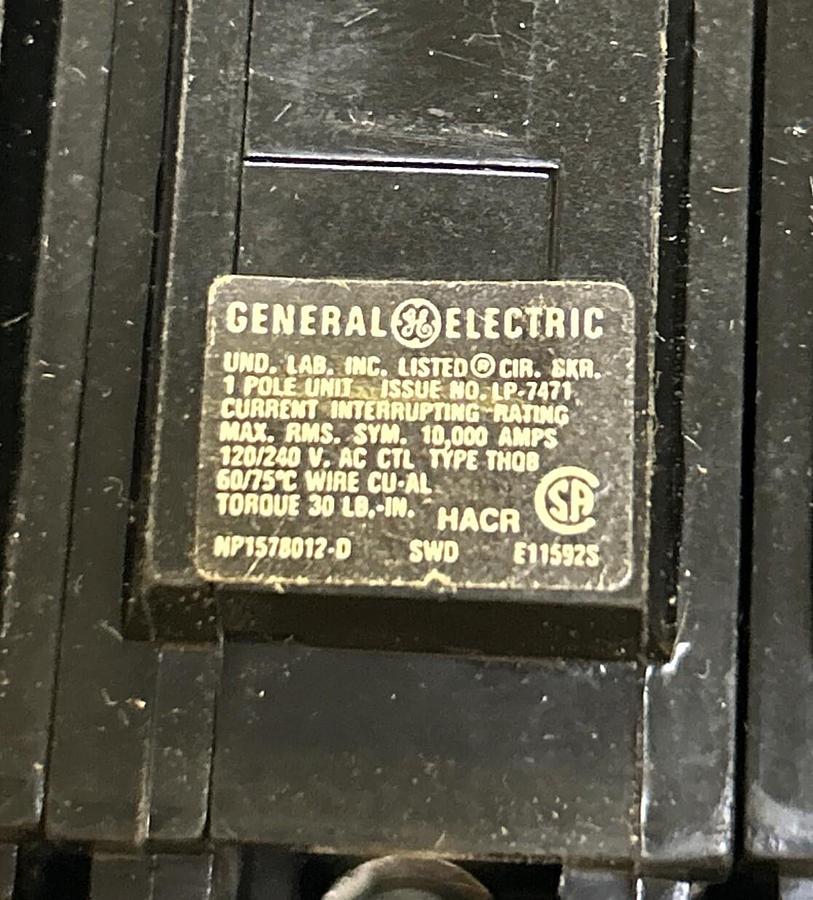 GENERAL GE ELECTRIC
UND. LAB. INC. LISTED ® CIR. BKR.
1 POLE UNIT ISSUE NO. LP-7471
CURRENT INTERRUPTING RATING
MAX. RMS. SYM. 10,000 AMPS
120/240 V. AC CTL TYPE THQB
60/75°C WIRE CU-AL
TORQUE 30 LB.-IN. HACR SA
NP1578012-D SWD E11592S